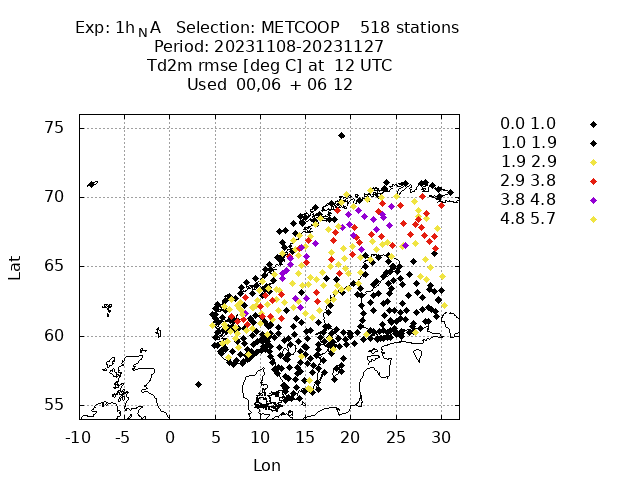 Exp: 1h N A Selection: METCOOP 518 stations
Period: 20231108-20231127
Td2m rmse [deg C] at 12 UTC
Used 00,06 + 06 12
0.0 1.0
1.0 1.9
1.9 2.9
2.9 3.8
3.8 4.8
4.8 5.7
75
70
65
60
55
Lat
-10 -5 0 5 10 15 20 25 30
Lon